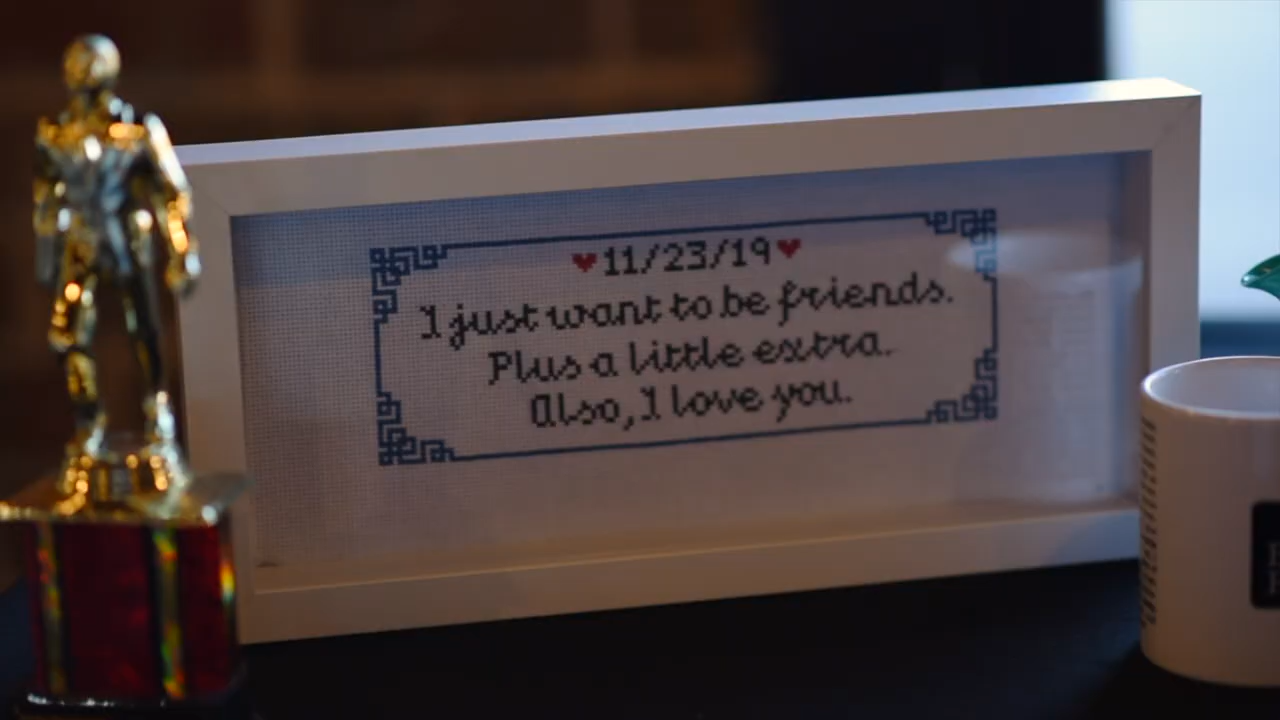 ♥11/23/19♥
I just want to be friends.
Plus a little extra.
Also, I love you.